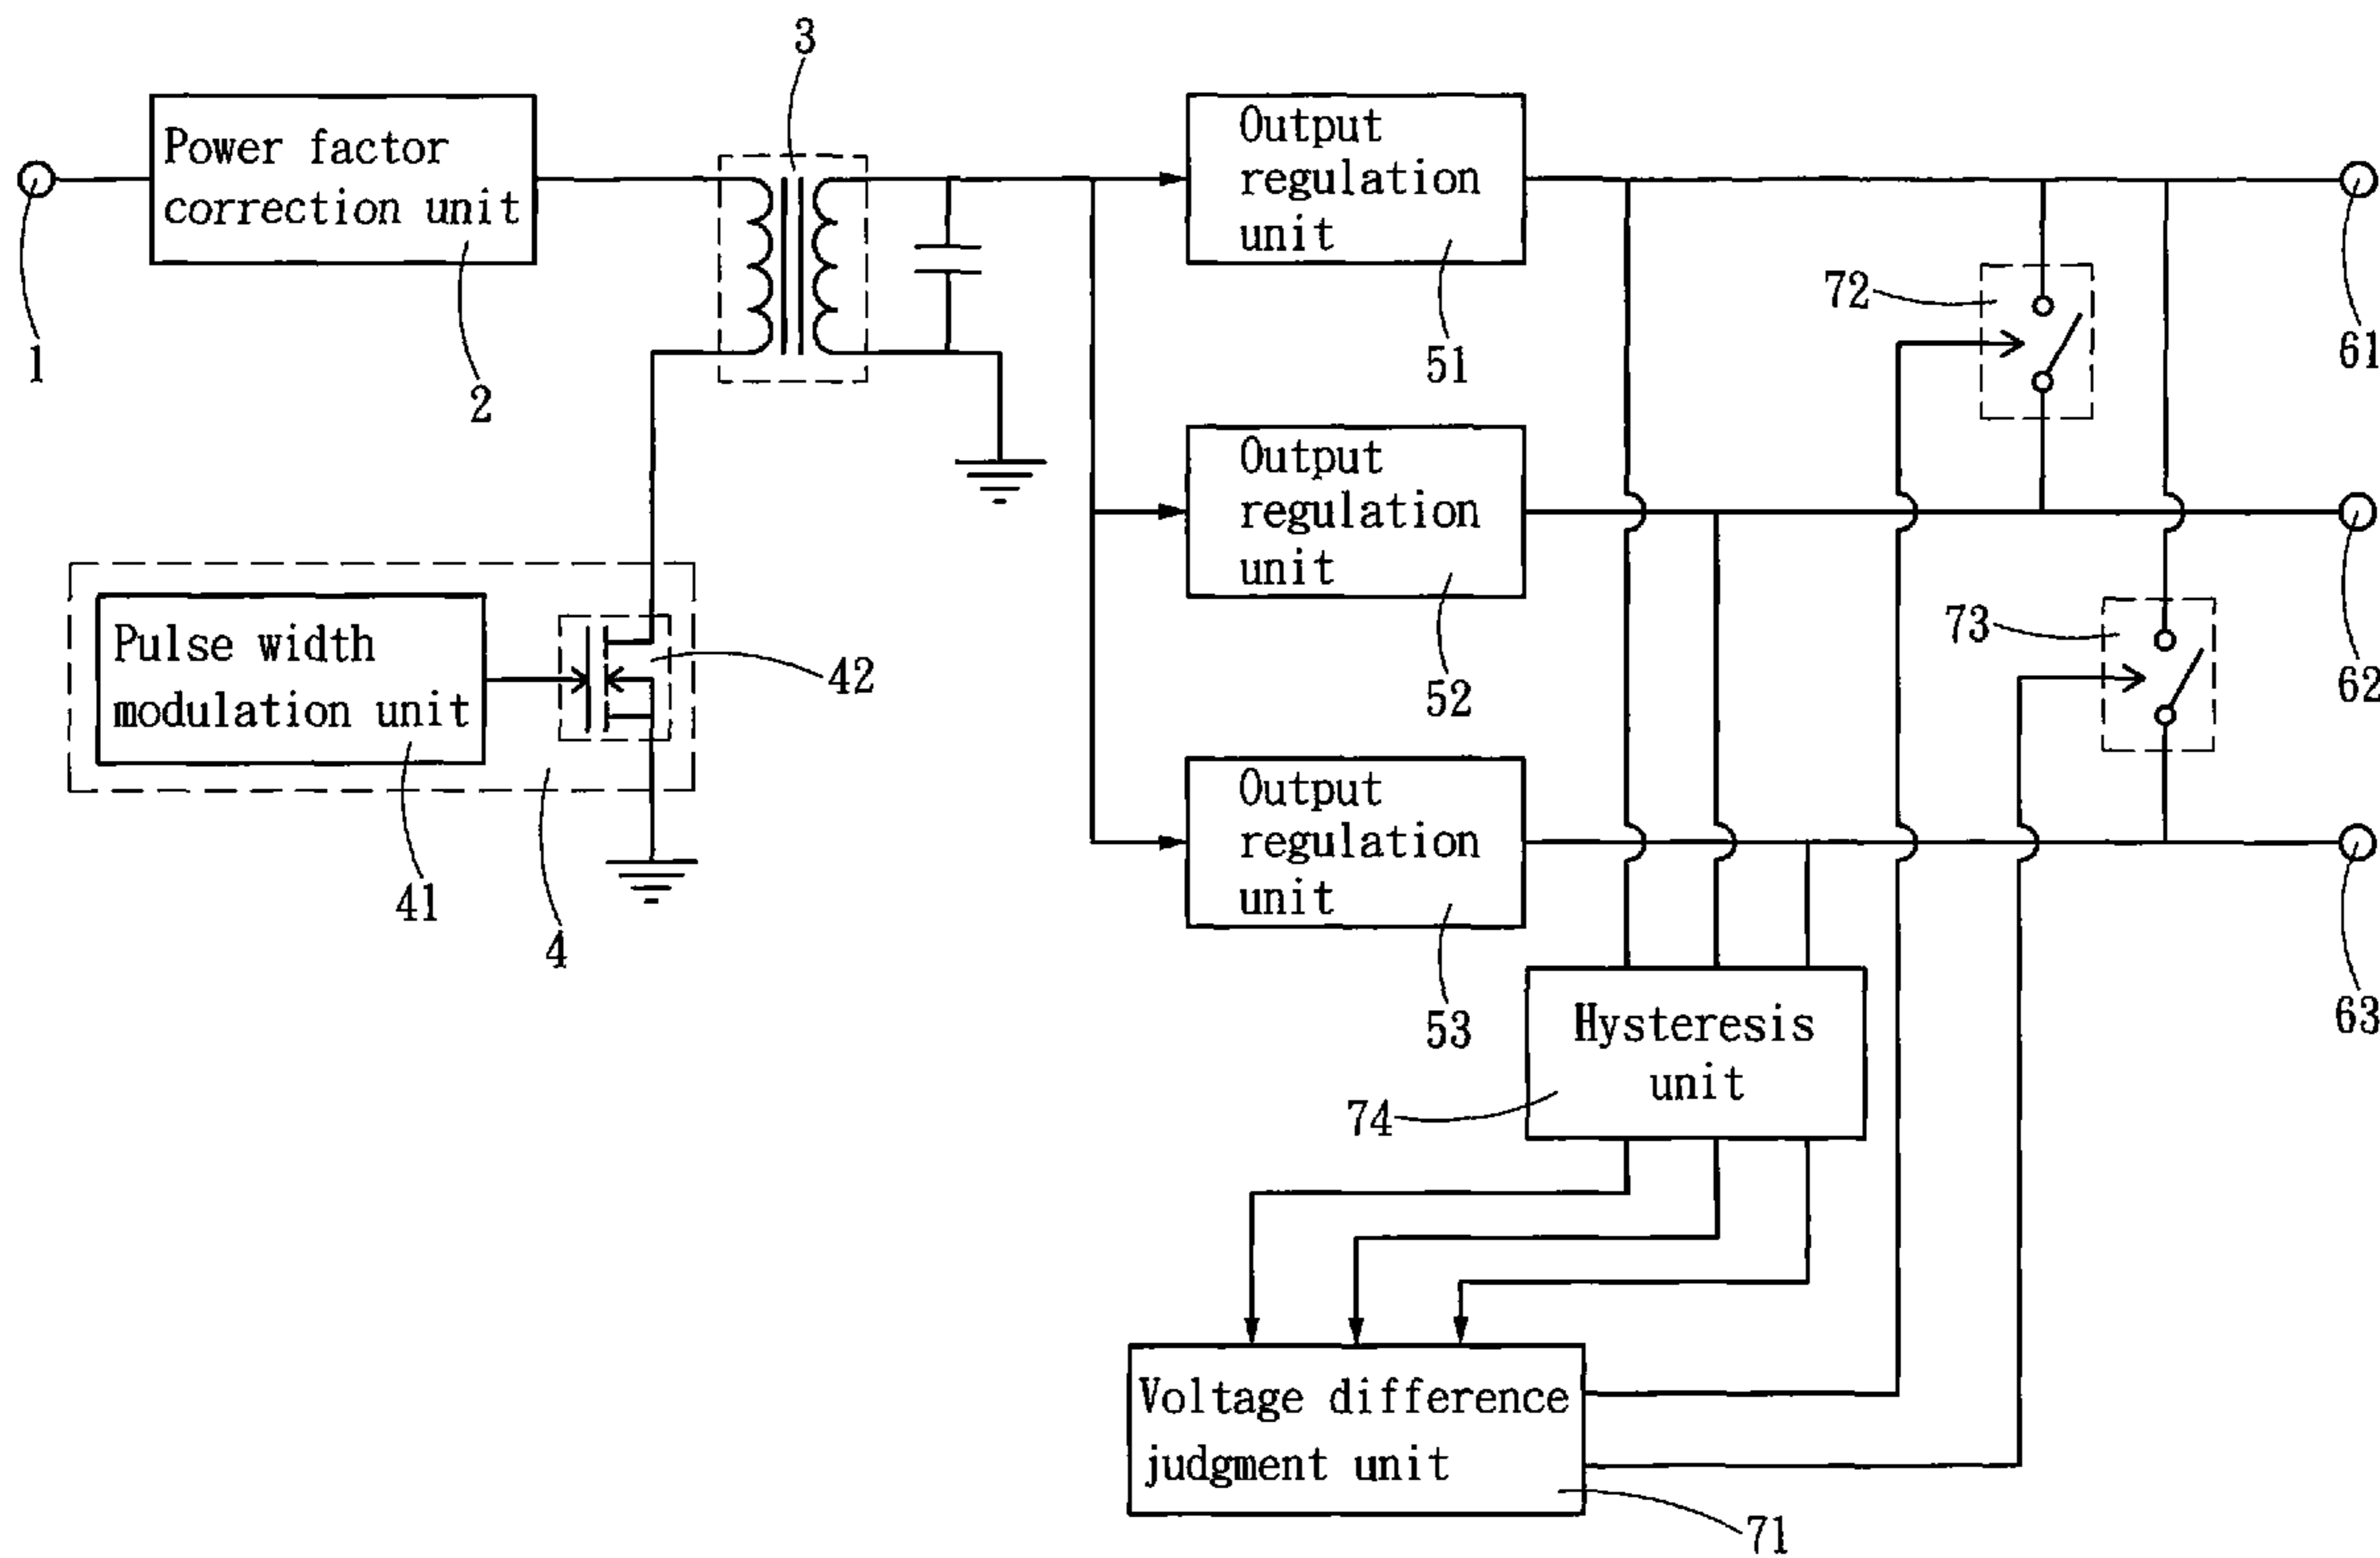 3
Power factor
correction unit
1
2
Output
regulation
unit
51
72
61
Output
regulation
unit
52
73
62
Pulse width
modulation unit
42
41
4
Output
regulation
unit
53
63
Hysteresis
unit
74
Voltage difference
judgment unit
71